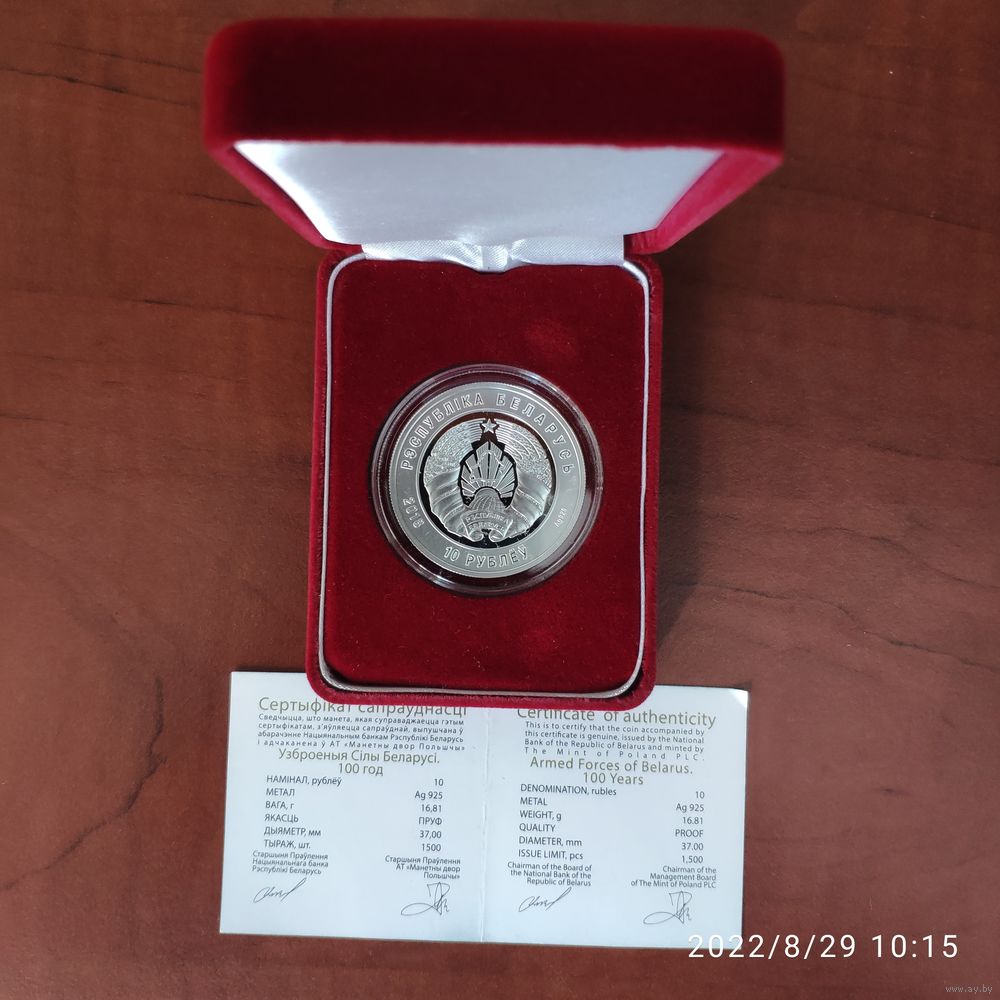 РЭСПУБЛІКА БЕЛАРУСЬ
2018
Ag925
РЭСПУБЛІКА
БЕЛАРУСЬ
10 РУБЛЁЎ
Сертыфікат сапраўднасці
Сведчыцца, што манета, якая суправаджаецца гэтым
сертыфікатам, з'яўляецца сапраўднай, выпушчана ў
абарачэнне Нацыянальным банкам Рэспублікі Беларусь
і адчаканена ў АТ «Манетны двор Польшчы»
Узброеныя Сілы Беларусі.
100 год
НАМІНАЛ, рублёў 10
МЕТАЛ Ag 925
ВАГА, г 16,81
ЯКАСЦЬ ПРУФ
ДЫЯМЕТР, мм 37,00
ТЫРАЖ, шт. 1500
Старшыня Праўлення
Нацыянальнага банка
Рэспублікі Беларусь
Старшыня Праўлення
АТ «Манетны двор
Польшчы»
Certificate of authenticity
This is to certify that the coin accompanied by
this certificate is genuine, issued by the National
Bank of the Republic of Belarus and minted by
The Mint of Poland PLC.
Armed Forces of Belarus.
100 Years
DENOMINATION, rubles 10
METAL Ag 925
WEIGHT, g 16.81
QUALITY PROOF
DIAMETER, mm 37.00
ISSUE LIMIT, pcs 1,500
Chairman of the Board of
the National Bank of the
Republic of Belarus
Chairman of the
Management Board
of The Mint of Poland PLC
2022/8/29 10:15
www.ay.by